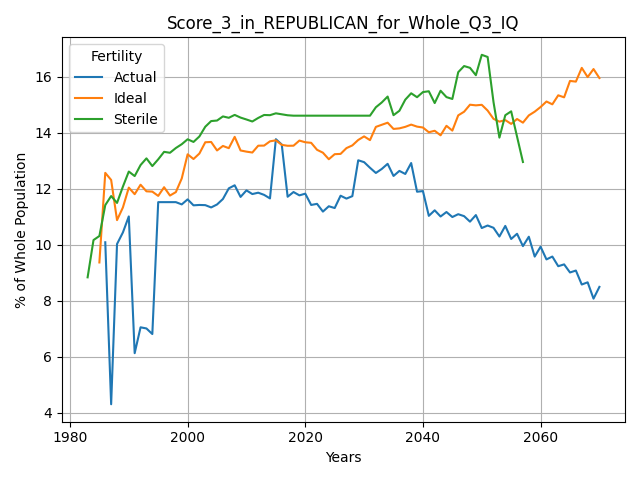 Score_3_in_REPUBLICAN_for_Whole_Q3_IQ
Fertility
Actual
Ideal
Sterile
% of Whole Population
16
14
12
10
8
6
4
1980
2000
2020
2040
2060
Years